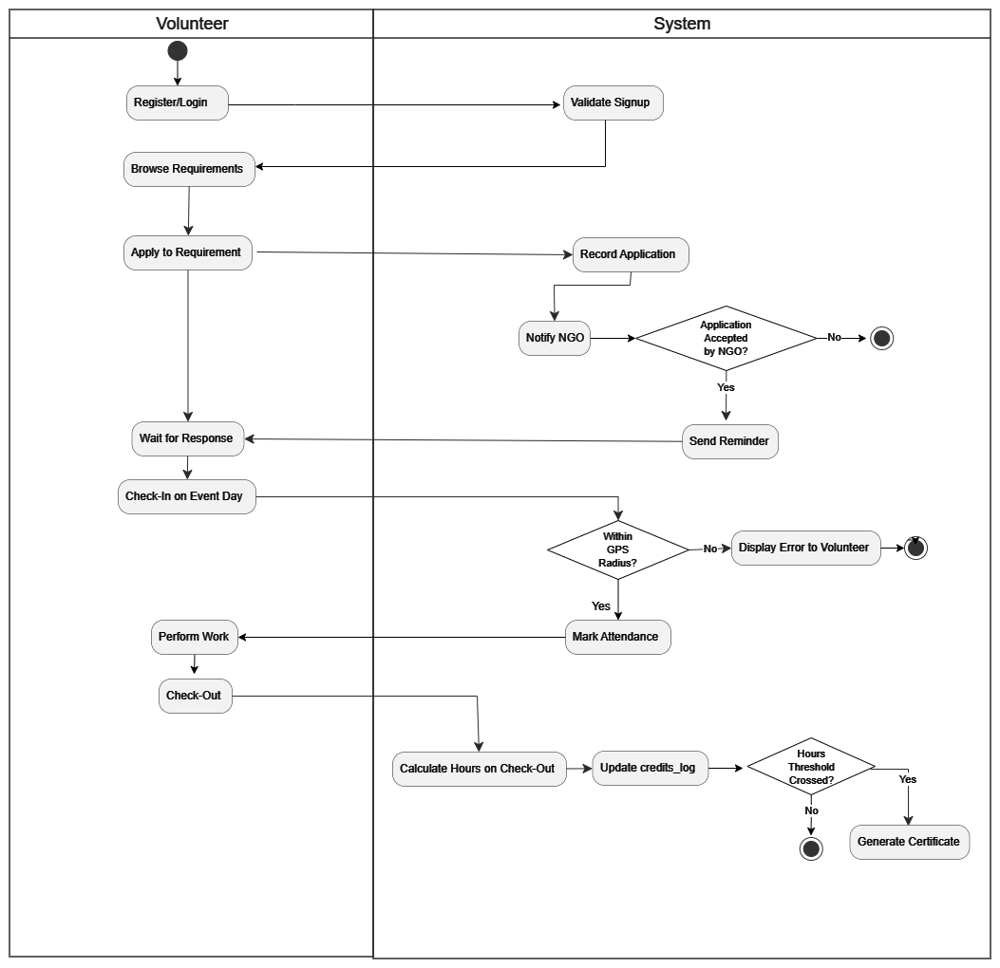 Volunteer
System
Register/Login
Validate Signup
Browse Requirements
Apply to Requirement
Record Application
Notify NGO
Application
Accepted
by NGO?
No
Yes
Wait for Response
Send Reminder
Check-In on Event Day
Within
GPS
Radius?
No
Display Error to Volunteer
Yes
Perform Work
Mark Attendance
Check-Out
Calculate Hours on Check-Out
Update credits_log
Hours
Threshold
Crossed?
Yes
No
Generate Certificate